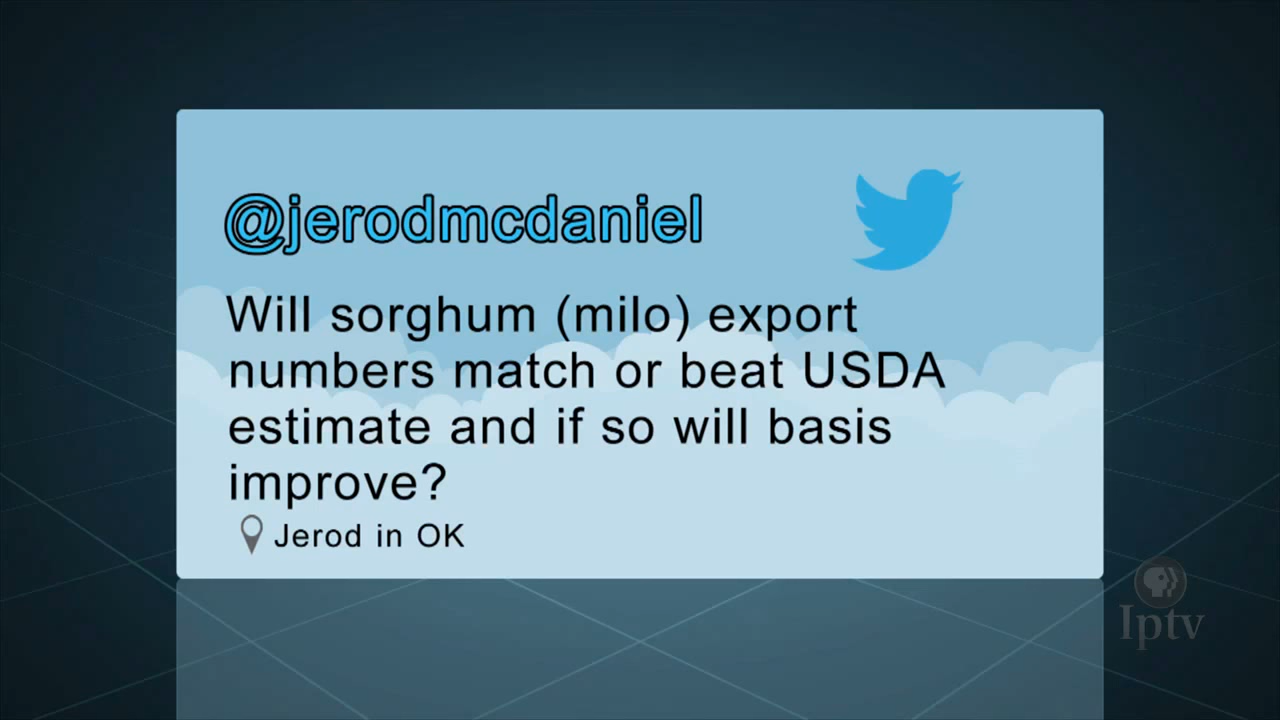 @jerodmcdaniel
Will sorghum (milo) export
numbers match or beat USDA
estimate and if so will basis
improve?
Jerod in OK
Iptv